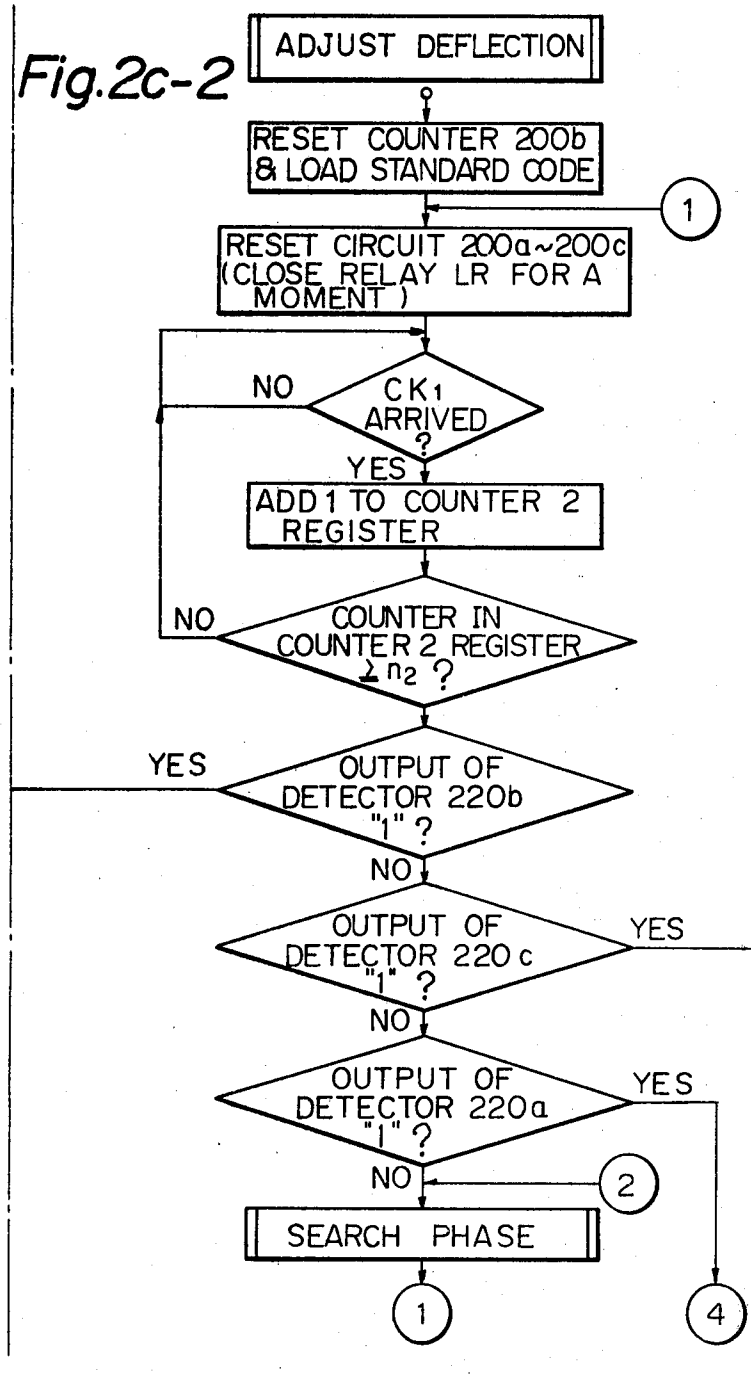 Fig.2c-2
ADJUST DEFLECTION
RESET COUNTER 200b
& LOAD STANDARD CODE
1
RESET CIRCUIT 200a~200c
(CLOSE RELAY LR FOR A
MOMENT)
NO
CK1
ARRIVED
?
YES
ADD 1 TO COUNTER 2
REGISTER
NO
COUNTER IN
COUNTER 2 REGISTER
≥ n2 ?
YES
OUTPUT OF
DETECTOR 220b
"1" ?
NO
OUTPUT OF
DETECTOR 220c
"1" ?
YES
NO
OUTPUT OF
DETECTOR 220a
"1" ?
YES
NO
2
SEARCH PHASE
1
4